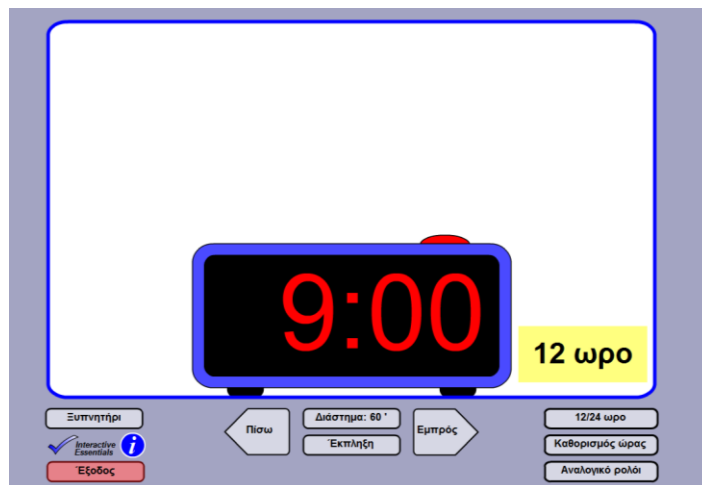 9:00
12 ωρο
Ξυπνητήρι
Interactive
Essentials
i
Έξοδος
Πίσω
Διάστημα: 60 '
Έκπληξη
Εμπρός
12/24 ωρο
Καθορισμός ώρας
Αναλογικό ρολόι